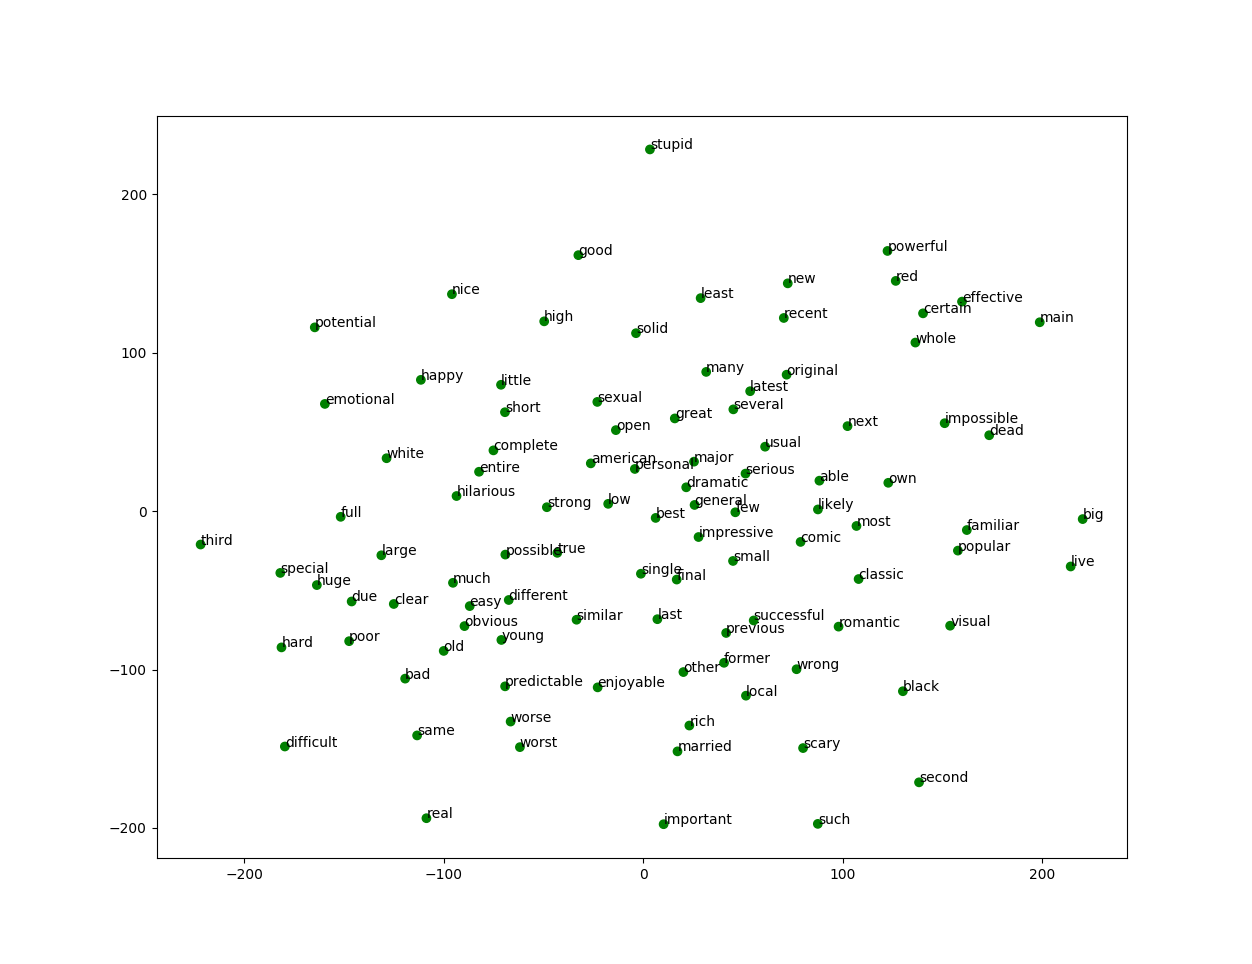 stupid
200
good
powerful
red
new
nice
least
effective
certain
high
recent
main
potential
solid
whole
100
many
original
happy
little
latest
emotional
sexual
several
short
great
next
impossible
open
dead
complete
usual
white
american
major
personal
entire
serious
able
own
dramatic
hilarious
strong
low
general
likely
few
0
full
best
big
most
familiar
third
impressive
comic
large
possible
true
popular
small
live
special
single
final
classic
huge
much
due
clear
easy
different
similar
last
successful
obvious
previous
romantic
visual
hard
poor
young
old
former
-100
other
wrong
bad
predictable
enjoyable
local
black
worse
rich
same
difficult
worst
married
scary
second
real
important
such
−200
−200
−100
0
100
200